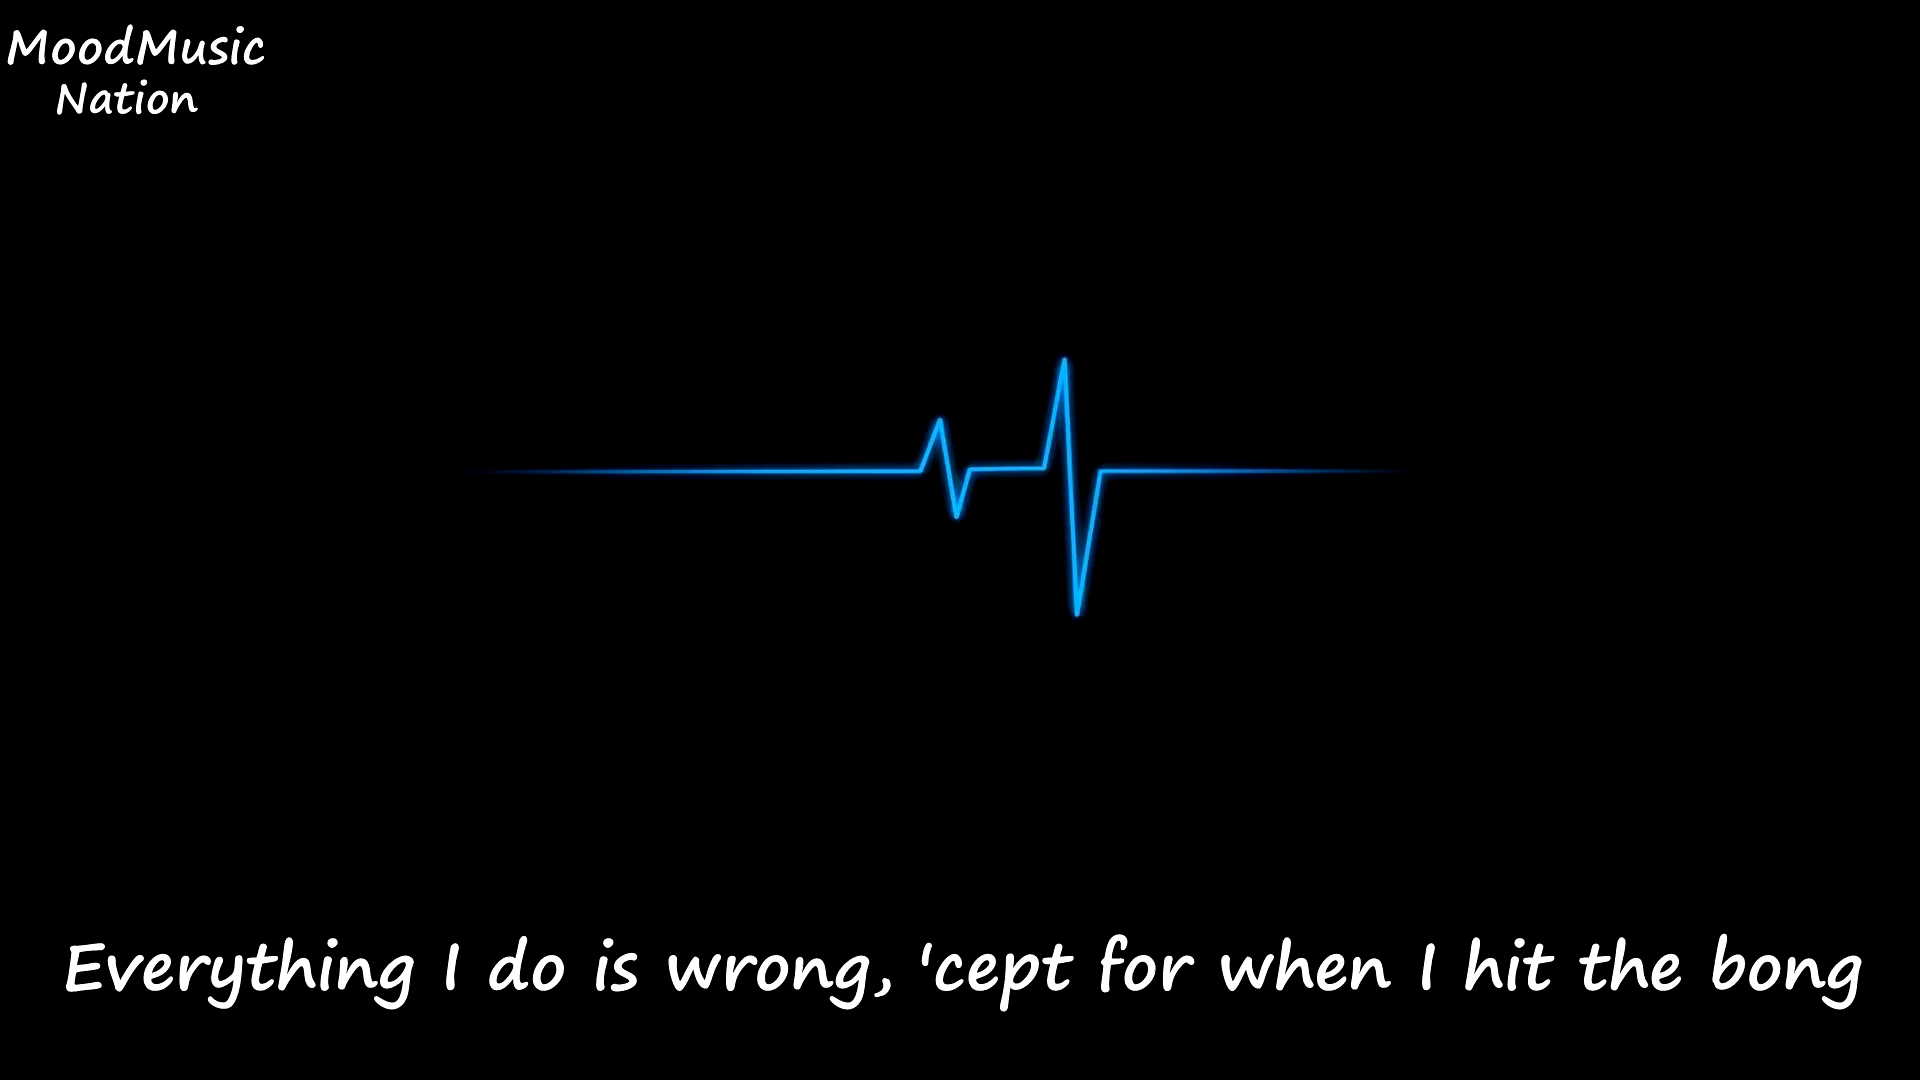 MoodMusic
Nation
Everything I do is wrong, 'cept for when I hit the bong